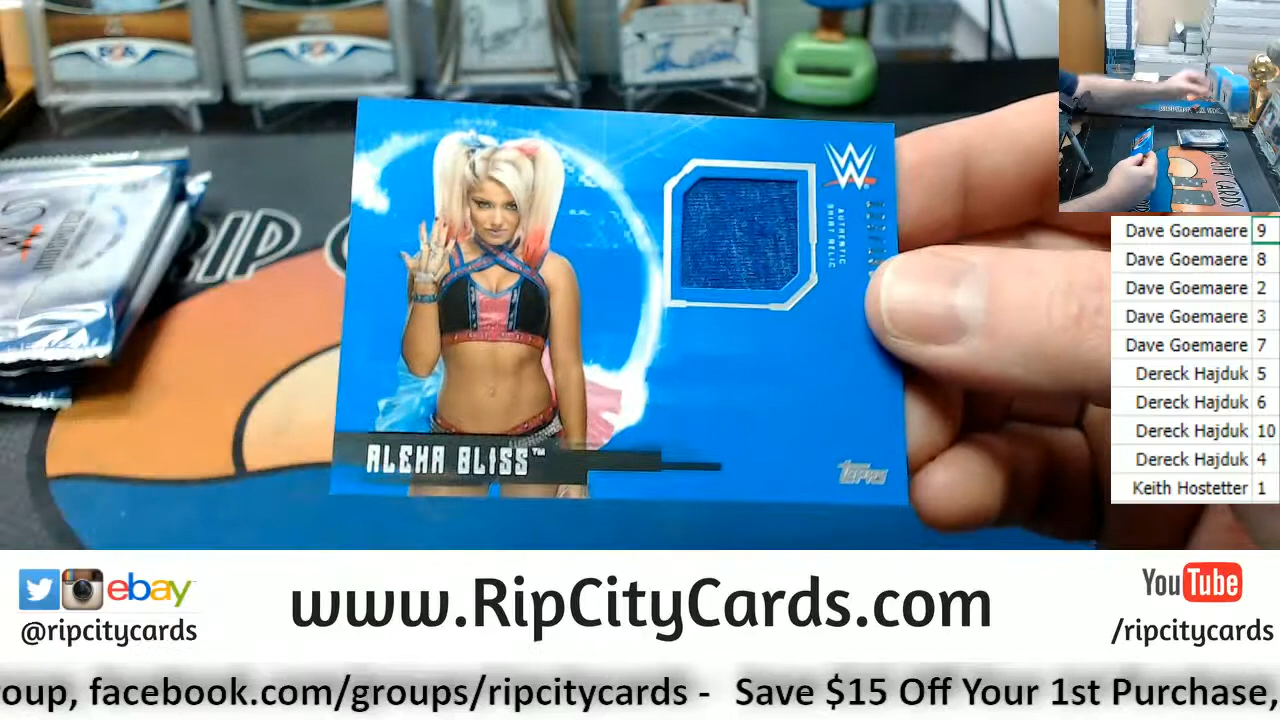 RIP
W
AUTHENTIC
SHIRT RELIC
ALEXA BLISS™
TOPPS
Dave Goemaere 9
Dave Goemaere 8
Dave Goemaere 2
Dave Goemaere 3
Dave Goemaere 7
Dereck Hajduk 5
Dereck Hajduk 6
Dereck Hajduk 10
Dereck Hajduk 4
Keith Hostetter 1
ebay
@ripcitycards
www.RipCityCards.com
YouTube
/ripcitycards
oup, facebook.com/groups/ripcitycards - Save $15 Off Your 1st Purchase,